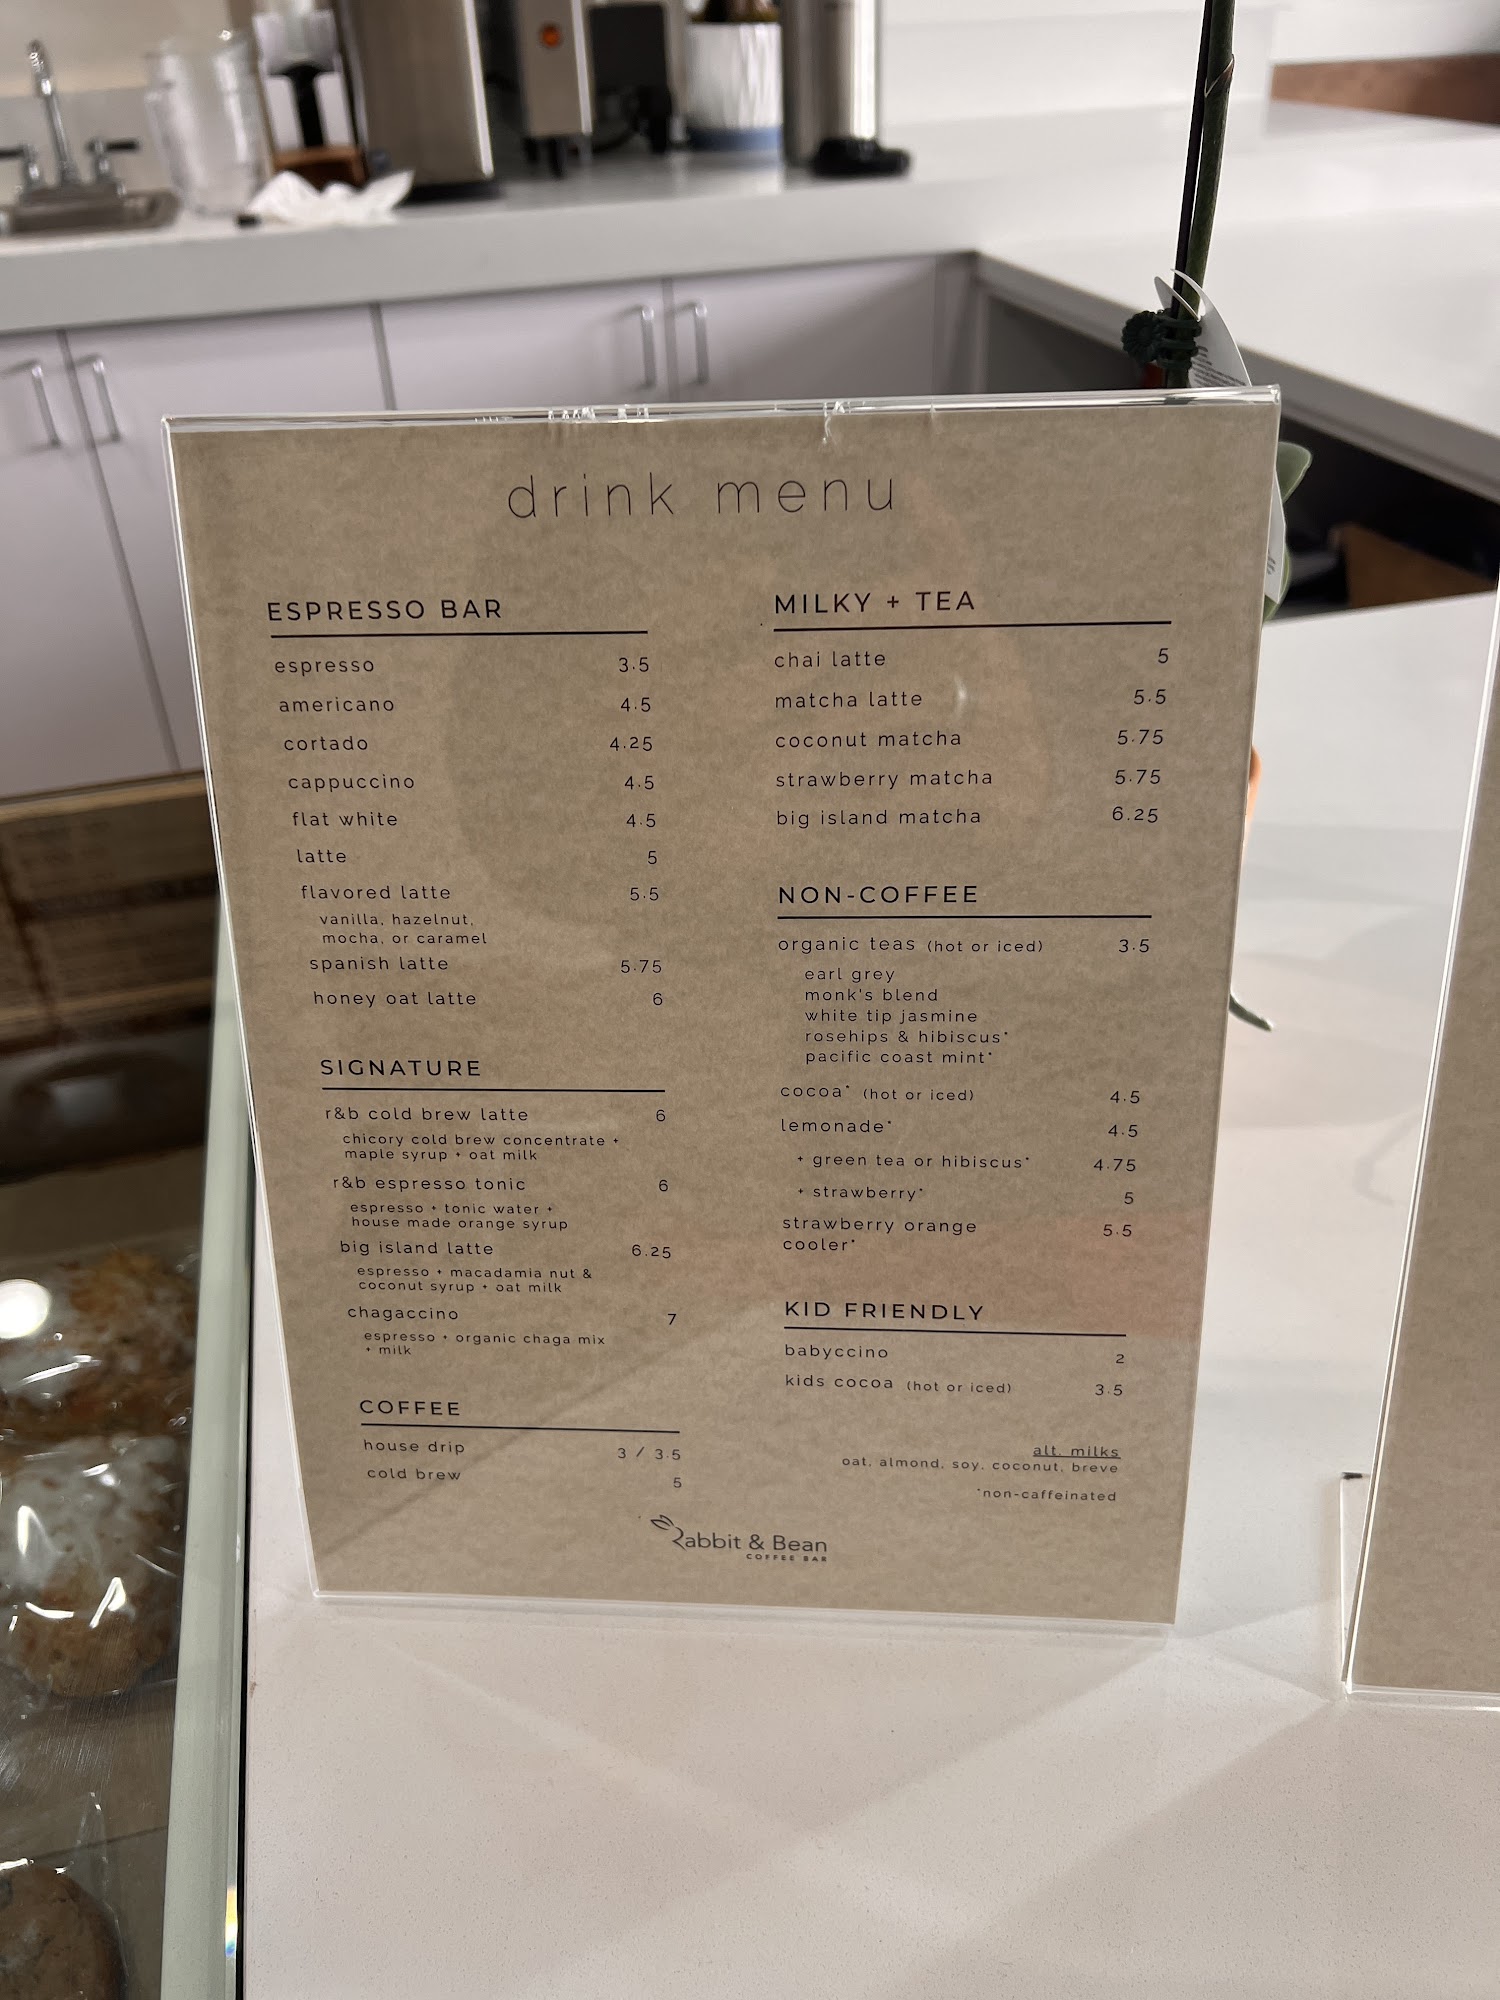 drink menu
ESPRESSO BAR
espresso 3.5
americano 4.5
cortado 4.25
cappuccino 4.5
flat white 4.5
latte 5
flavored latte 5.5
vanilla, hazelnut,
mocha, or caramel
spanish latte 5.75
honey oat latte 6
SIGNATURE
r&b cold brew latte 6
chicory cold brew concentrate +
maple syrup + oat milk
r&b espresso tonic 6
espresso + tonic water +
house made orange syrup
big island latte 6.25
espresso + macadamia nut &
coconut syrup + oat milk
chagaccino 7
espresso + organic chaga mix
+ milk
COFFEE
house drip 3 / 3.5
cold brew 5
MILKY + TEA
chai latte 5
matcha latte 5.5
coconut matcha 5.75
strawberry matcha 5.75
big island matcha 6.25
NON-COFFEE
organic teas (hot or iced) 3.5
earl grey
monk's blend
white tip jasmine
rosehips & hibiscus*
pacific coast mint*
cocoa* (hot or iced) 4.5
lemonade* 4.5
+ green tea or hibiscus* 4.75
+ strawberry* 5
strawberry orange 5.5
cooler*
KID FRIENDLY
babyccino 2
kids cocoa (hot or iced) 3.5
alt. milks
oat, almond, soy, coconut, breve
*non-caffeinated
Rabbit & Bean
COFFEE BAR